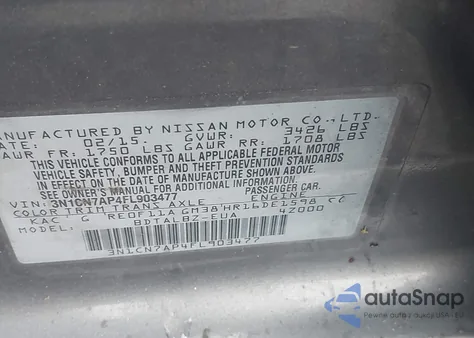 MANUFACTURED BY NISSAN MOTOR CO., LTD.
DATE: 02/15 GVWR: 3426 LBS
GAWR FR: 1750 LBS GAWR RR: 1708 LBS
THIS VEHICLE CONFORMS TO ALL APPLICABLE FEDERAL MOTOR
VEHICLE SAFETY, BUMPER AND THEFT PREVENTION STANDARDS
IN EFFECT ON THE DATE OF MANUFACTURE SHOWN ABOVE.
SEE OWNER'S MANUAL FOR ADDITIONAL INFORMATION.
VIN: 3N1CN7AP4FL903477 PASSENGER CAR.
COLOR TRIM TRANS AXLE ENGINE
KAC G RE0F11A GM38 HR16DE 1598 CC
MODEL: BDTALBZ-EUA 42000
3N1CN7AP4FL903477
autoSnap